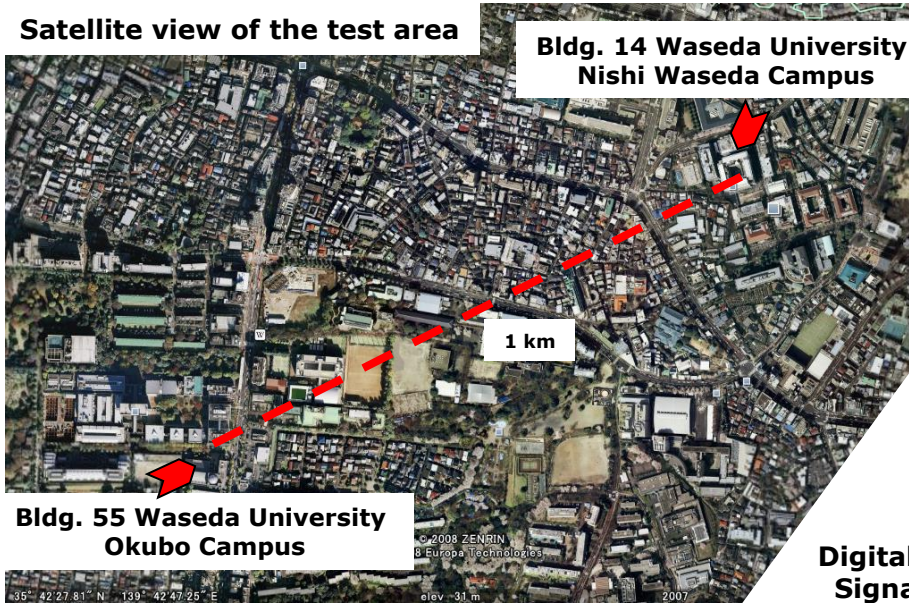 Satellite view of the test area
Bldg. 14 Waseda University
Nishi Waseda Campus
W
1 km
Bldg. 55 Waseda University
Okubo Campus
© 2008 ZENRIN
8 Europa Technologies
Digital
Signa
35° 42'27.81" N 139° 42'47.25" E
elev 31 m
2007